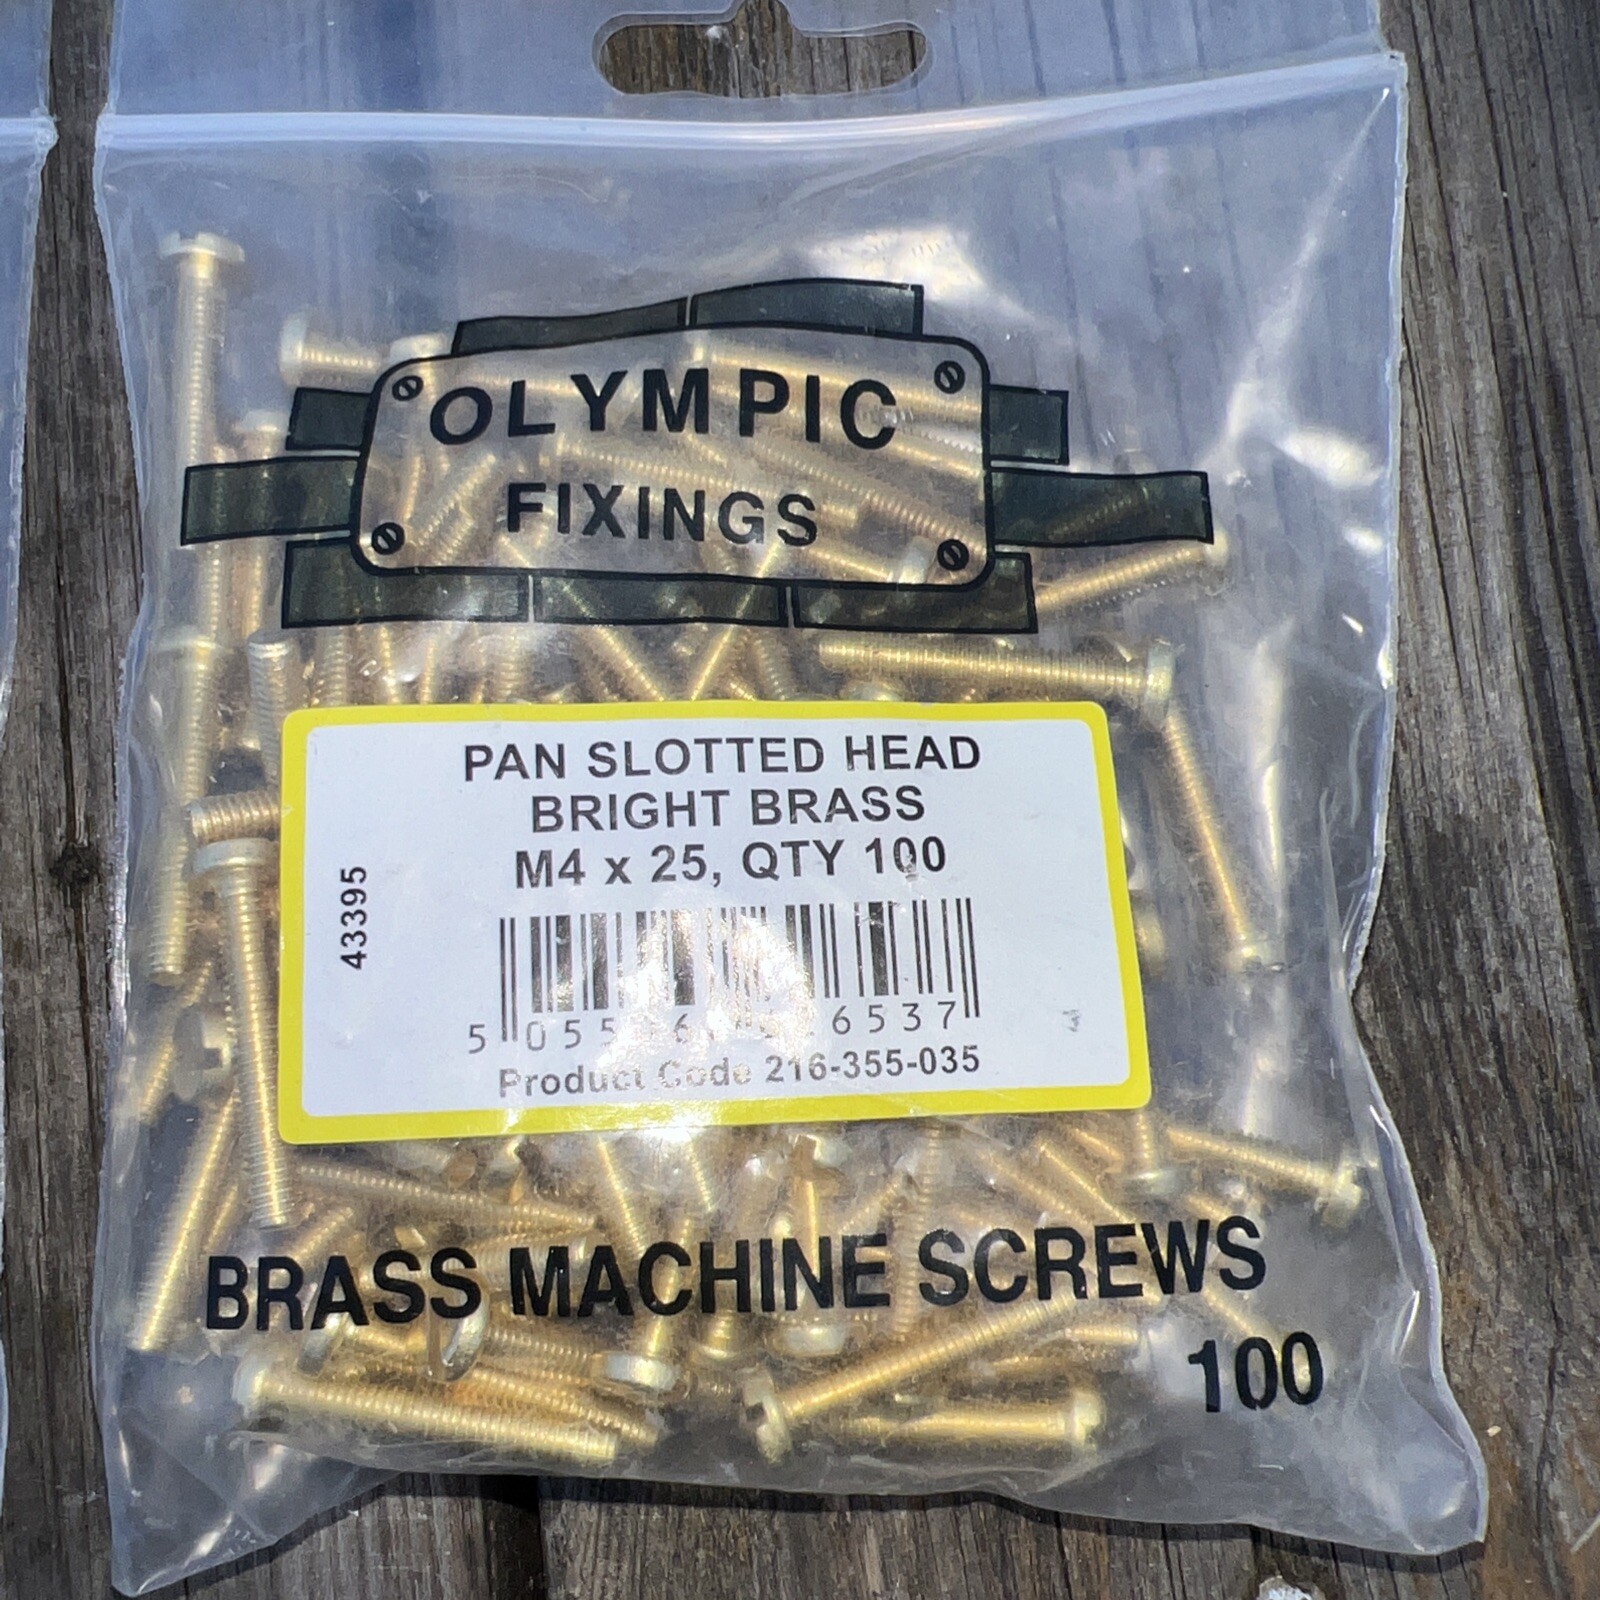 OLYMPIC
FIXINGS
PAN SLOTTED HEAD
BRIGHT BRASS
M4 x 25, QTY 100
43395
Product Code 216-355-035
BRASS MACHINE SCREWS
100